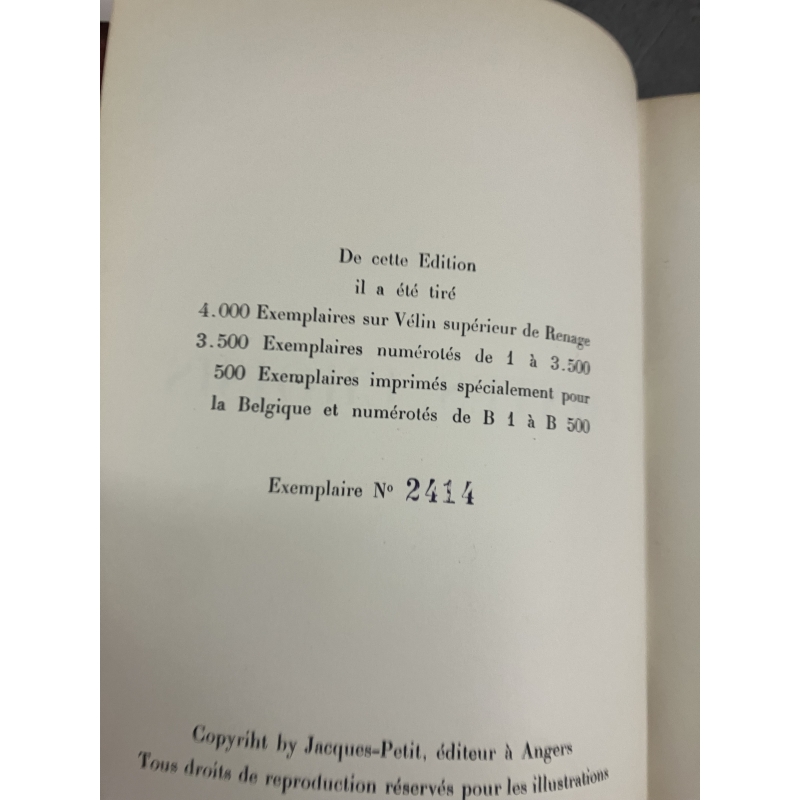 De cette Edition
il a été tiré
4.000 Exemplaires sur Vélin supérieur de Renage
3.500 Exemplaires numérotés de 1 à 3.500
500 Exemplaires imprimés spécialement pour
la Belgique et numérotés de B 1 à B 500
Exemplaire Nº 2414
Copyriht by Jacques-Petit, éditeur à Angers
Tous droits de reproduction réservés pour les illustrations